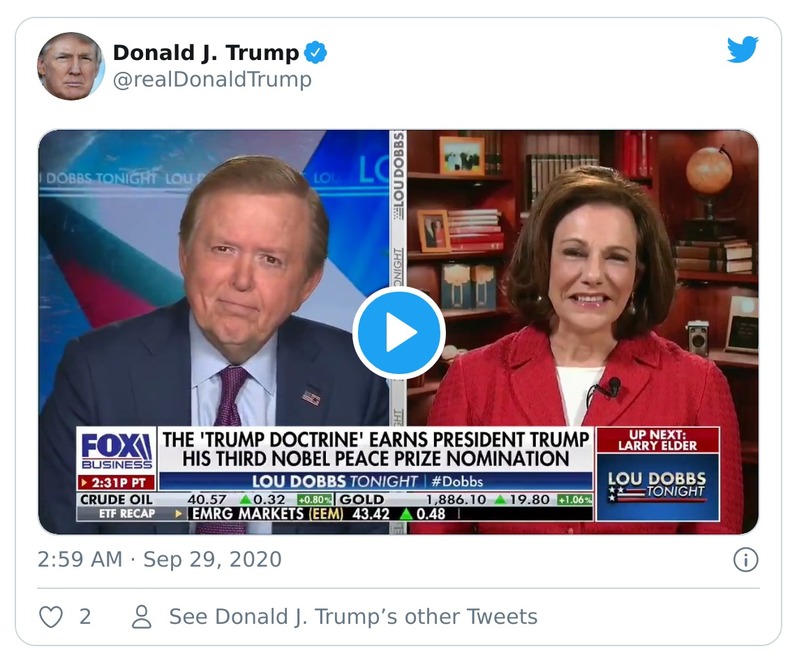 Donald J. Trump
@realDonaldTrump
DOBBS TONIGHT LOU D
LOU
LO
LOU DOBBS
ONIGHT
HT
THE 'TRUMP DOCTRINE' EARNS PRESIDENT TRUMP
HIS THIRD NOBEL PEACE PRIZE NOMINATION
FOX
BUSINESS
2:31P PT
LOU DOBBS TONIGHT | #Dobbs
UP NEXT:
LARRY ELDER
LOU DOBBS
TONIGHT
CRUDE OIL 40.57 ▲0.32 +0.80% GOLD 1,886.10 ▲ 19.80 +1.06%
ETF RECAP EMRG MARKETS (EEM) 43.42 ▲ 0.48
2:59 AM · Sep 29, 2020
2
See Donald J. Trump’s other Tweets